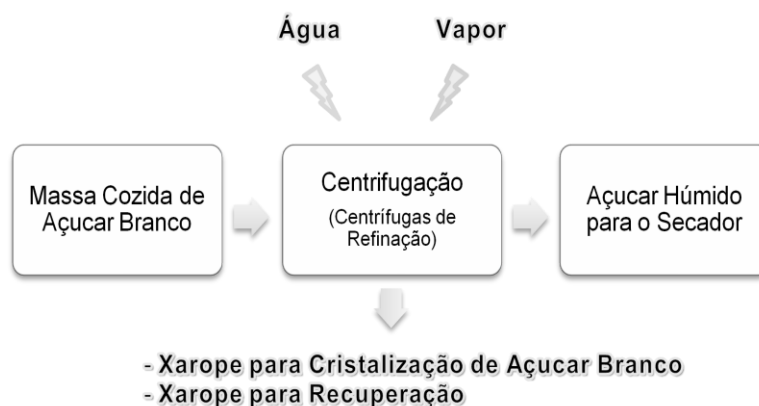 Água
Vapor
Massa Cozida de
Açucar Branco
Centrifugação
(Centrífugas de
Refinação)
Açucar Húmido
para o Secador
- Xarope para Cristalização de Açucar Branco
- Xarope para Recuperação